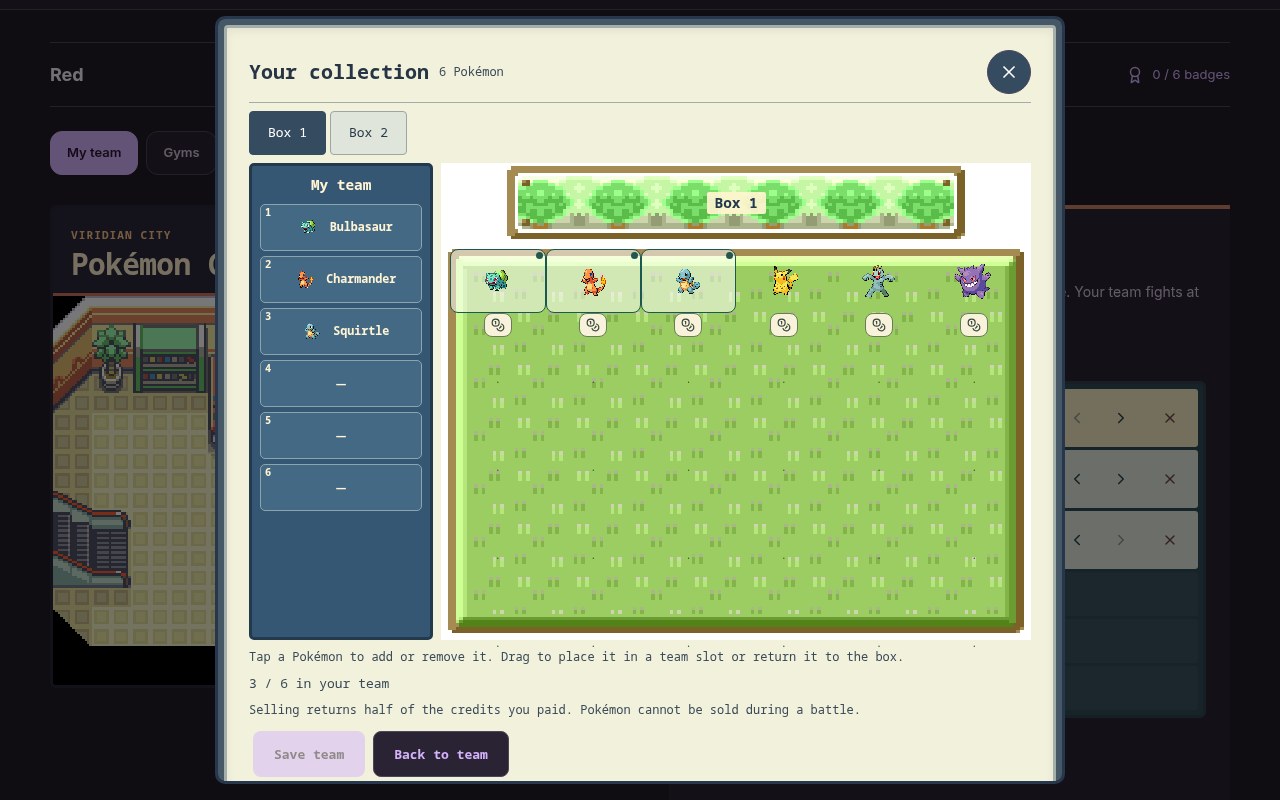 Red
0 / 6 badges
My team
Gyms
VIRIDIAN CITY
Pokémon
. Your team fights at
Your collection
6 Pokémon
Box 1
Box 2
My team
1
Bulbasaur
2
Charmander
3
Squirtle
4
—
5
—
6
—
Box 1
Tap a Pokémon to add or remove it. Drag to place it in a team slot or return it to the box.
3 / 6 in your team
Selling returns half of the credits you paid. Pokémon cannot be sold during a battle.
Save team
Back to team